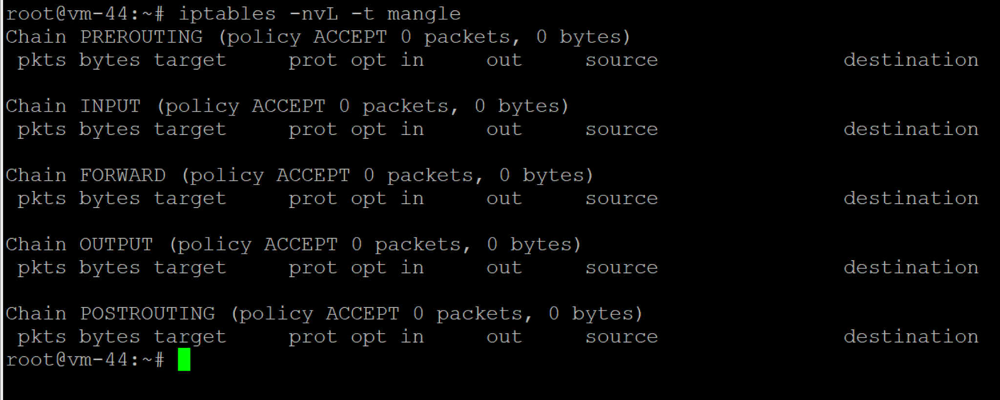 root@vm-44:~# iptables -nvL -t mangle
Chain PREROUTING (policy ACCEPT 0 packets, 0 bytes)
 pkts bytes target     prot opt in     out     source               destination

Chain INPUT (policy ACCEPT 0 packets, 0 bytes)
 pkts bytes target     prot opt in     out     source               destination

Chain FORWARD (policy ACCEPT 0 packets, 0 bytes)
 pkts bytes target     prot opt in     out     source               destination

Chain OUTPUT (policy ACCEPT 0 packets, 0 bytes)
 pkts bytes target     prot opt in     out     source               destination

Chain POSTROUTING (policy ACCEPT 0 packets, 0 bytes)
 pkts bytes target     prot opt in     out     source               destination
root@vm-44:~#